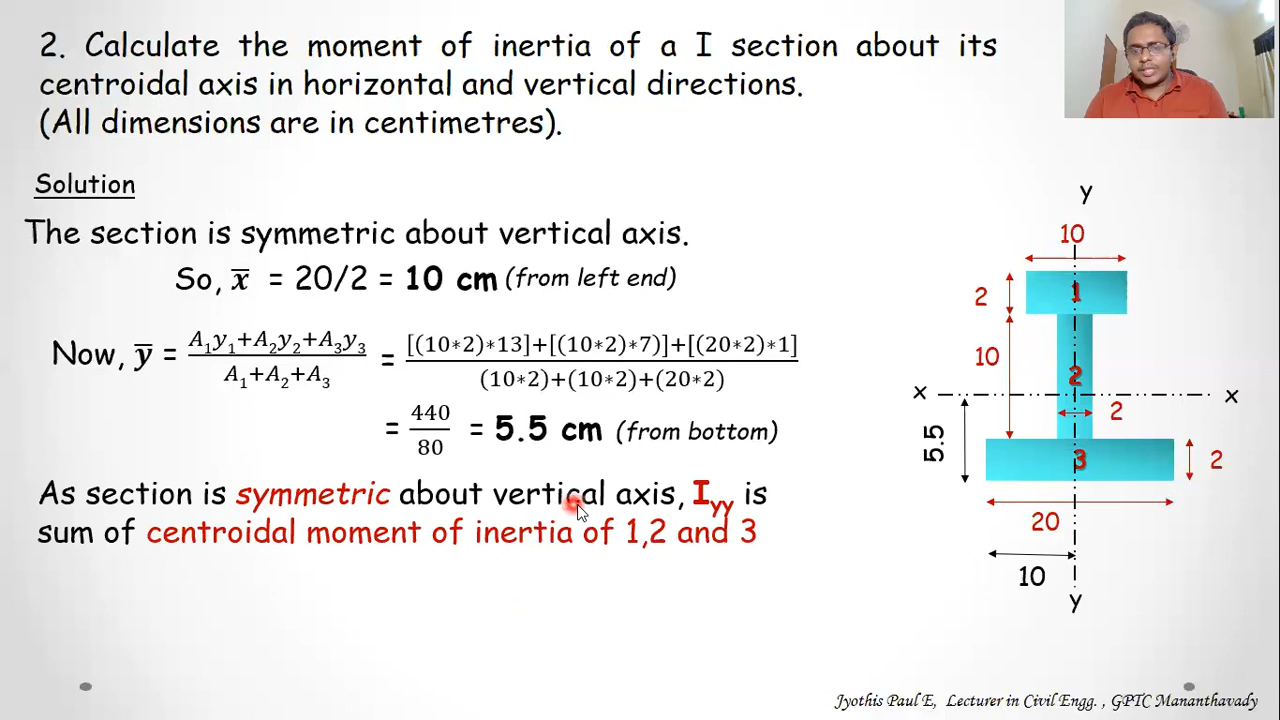 2. Calculate the moment of inertia of a I section about its
centroidal axis in horizontal and vertical directions.
(All dimensions are in centimetres).
Solution
The section is symmetric about vertical axis.
So, x̅ = 20/2 = 10 cm (from left end)
Now, y̅ = (A₁y₁+A₂y₂+A₃y₃)/(A₁+A₂+A₃) = ([(10*2)*13]+[(10*2)*7)]+[(20*2)*1])/((10*2)+(10*2)+(20*2))
= 440/80 = 5.5 cm (from bottom)
As section is symmetric about vertical axis, Iyy is
sum of centroidal moment of inertia of 1,2 and 3
y
10
2
1
10
2
x
x
2
5.5
3
2
20
10
y
Jyothis Paul E, Lecturer in Civil Engg. , GPTC Mananthavady